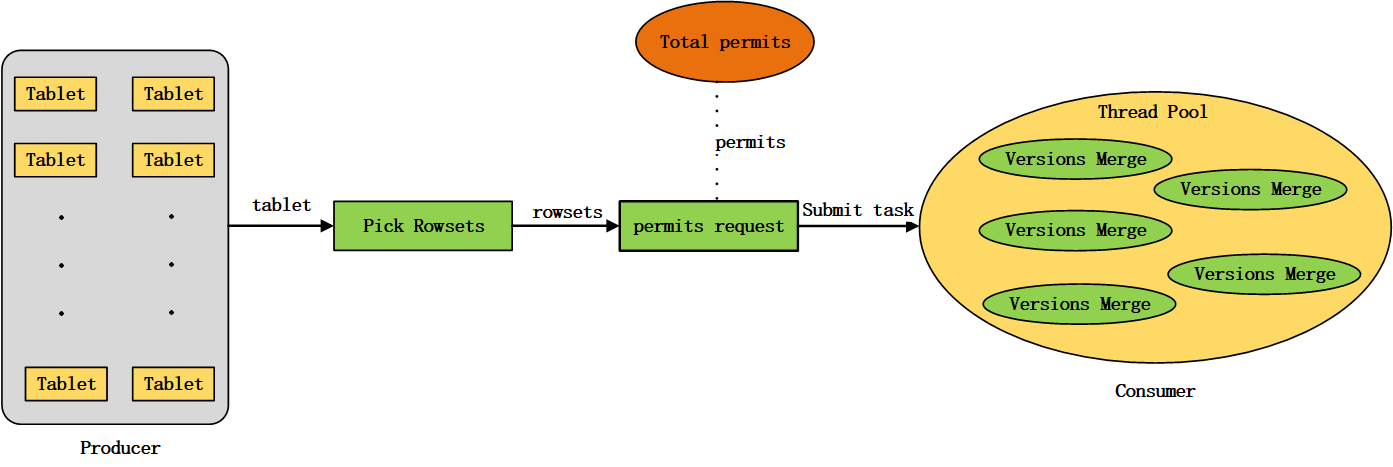 Total permits
Tablet
Tablet
Tablet
Tablet
Tablet
Tablet
Producer
tablet
Pick Rowsets
rowsets
permits
permits request
Submit task
Thread Pool
Versions Merge
Versions Merge
Versions Merge
Versions Merge
Versions Merge
Consumer